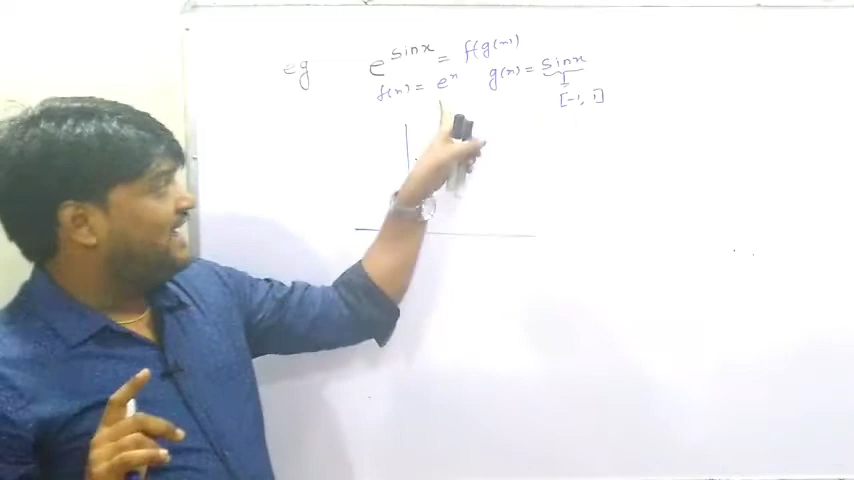 eg e^sinx = f(g(x))
f(x) = e^x g(x) = sinx
[-1, 1]